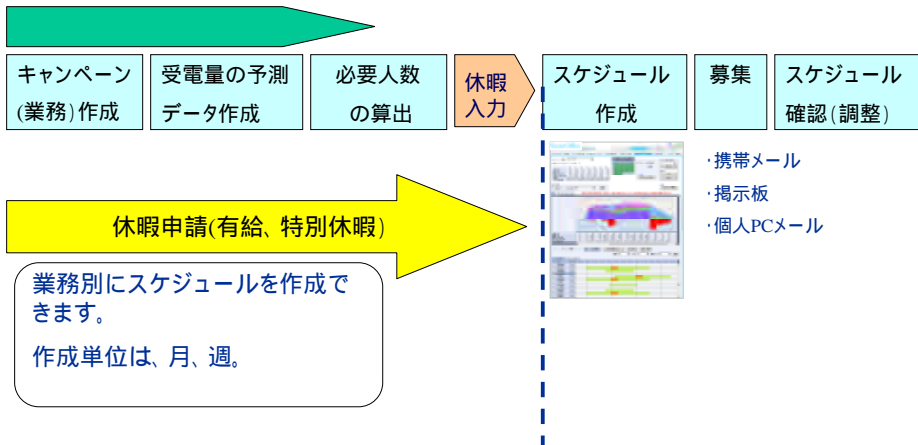 キャンペーン
(業務)作成
受電量の予測
データ作成
必要人数
の算出
休暇
入力
スケジュール
作成
募集
スケジュール
確認(調整)
・携帯メール
・掲示板
・個人PCメール
休暇申請(有給、特別休暇)
業務別にスケジュールを作成で
きます。
作成単位は、月、週。